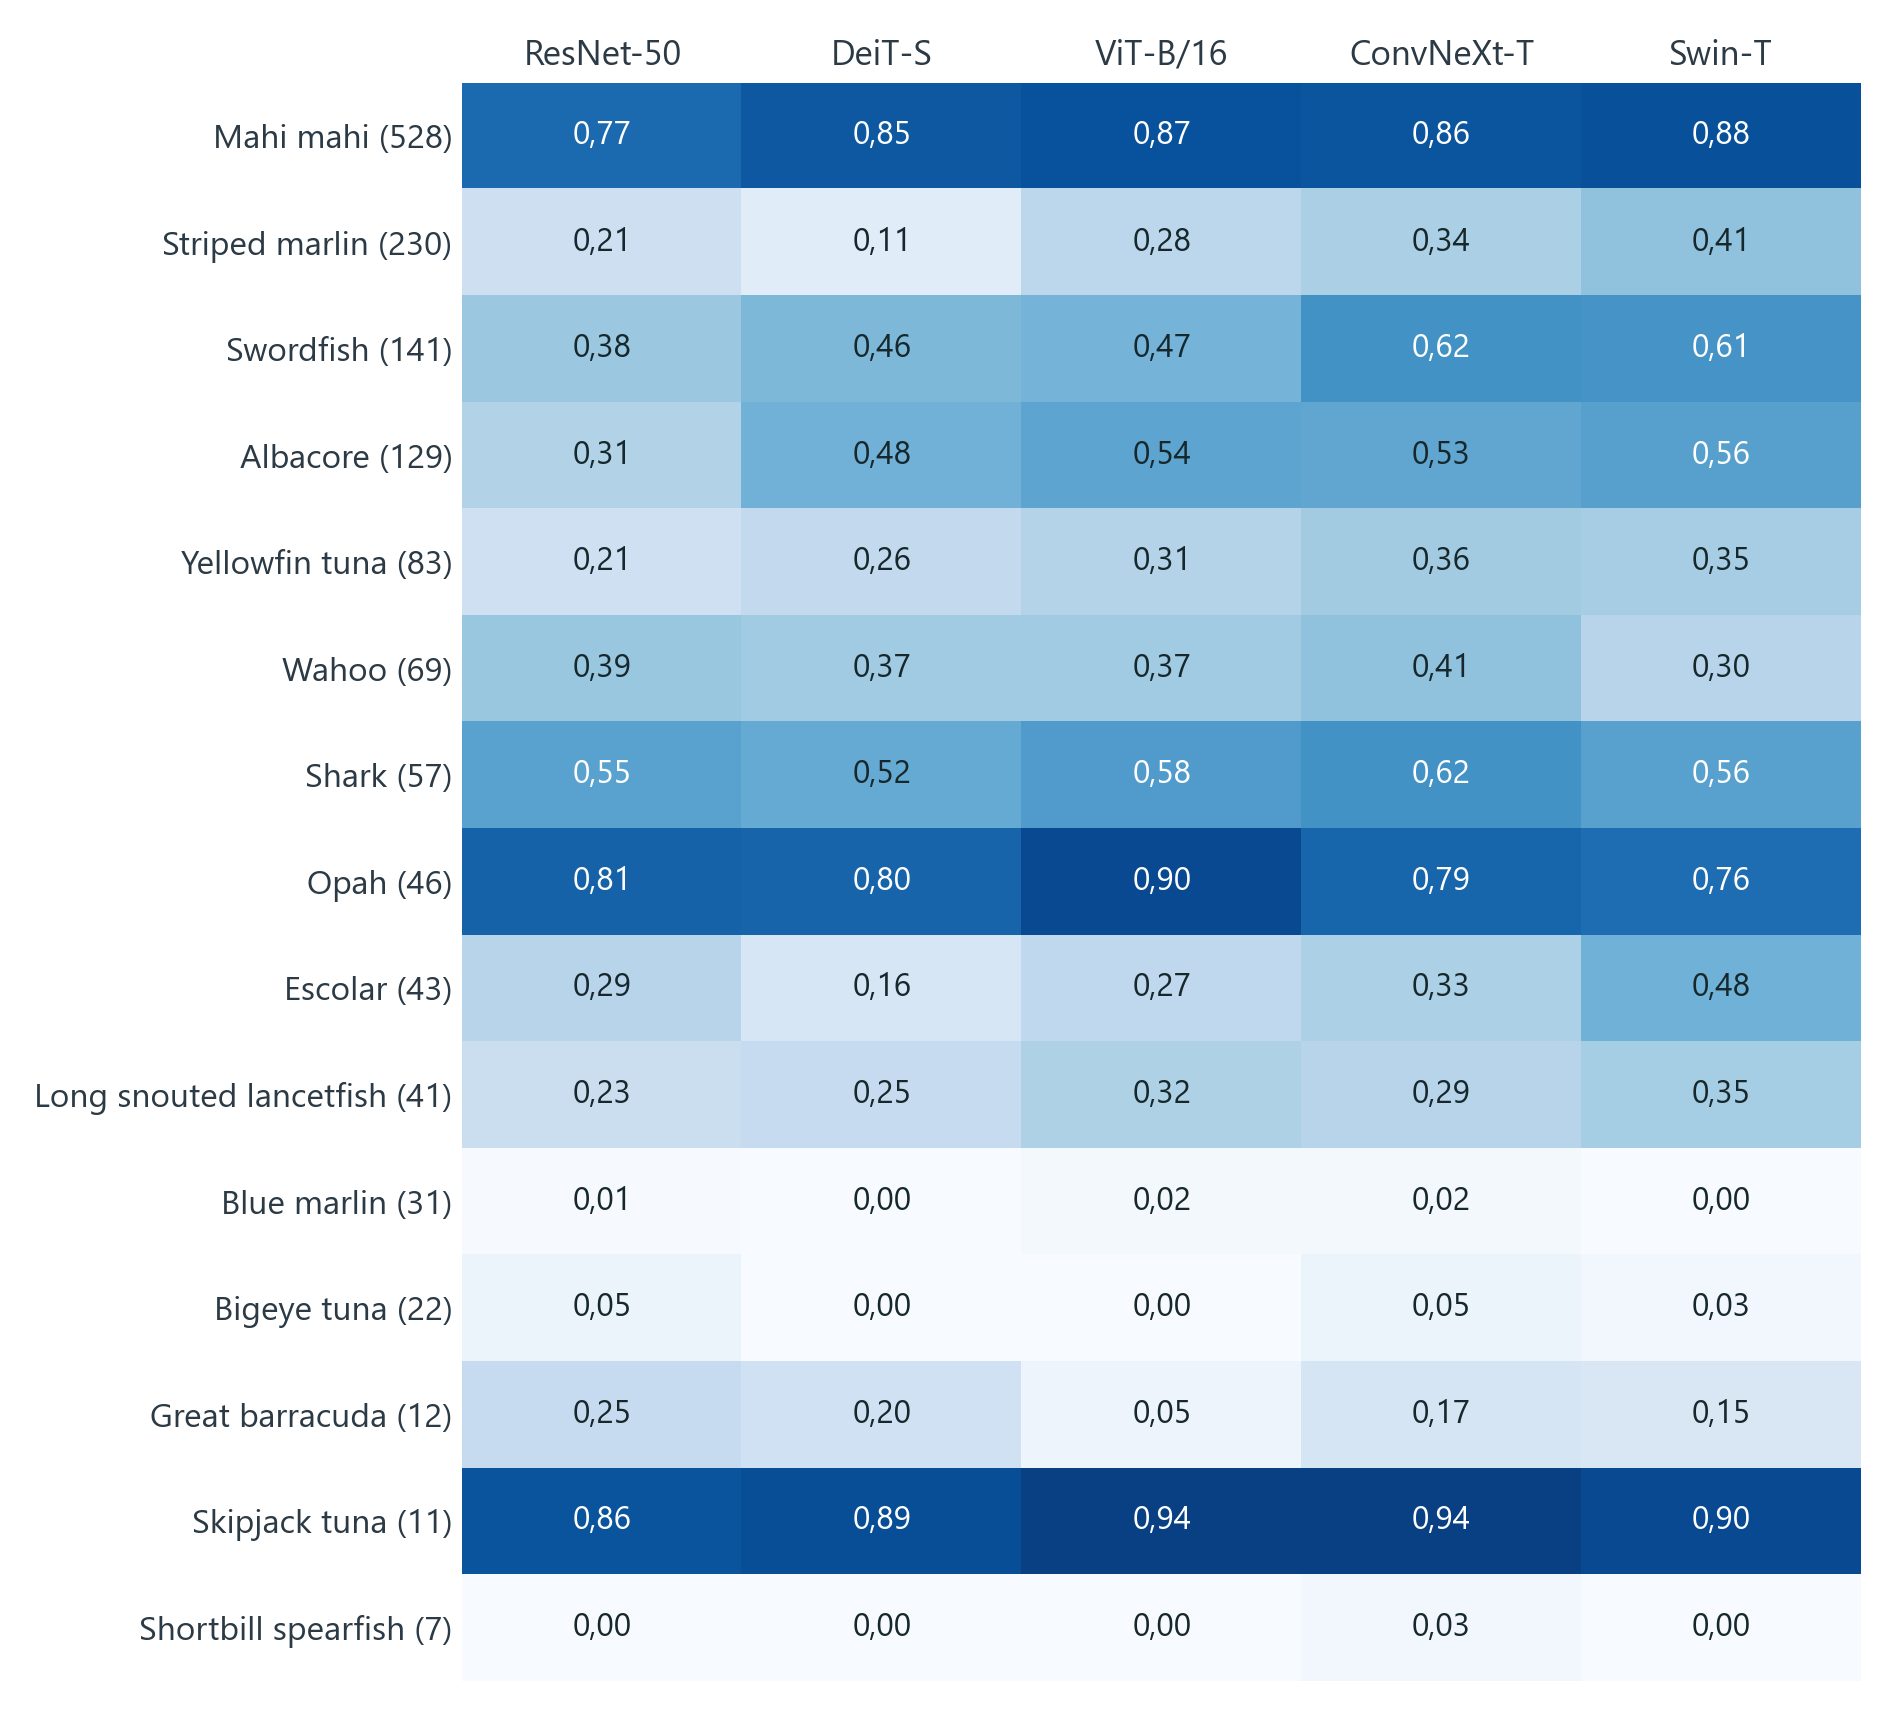 ResNet-50 DeiT-S ViT-B/16 ConvNeXt-T Swin-T
Mahi mahi (528) 0,77 0,85 0,87 0,86 0,88
Striped marlin (230) 0,21 0,11 0,28 0,34 0,41
Swordfish (141) 0,38 0,46 0,47 0,62 0,61
Albacore (129) 0,31 0,48 0,54 0,53 0,56
Yellowfin tuna (83) 0,21 0,26 0,31 0,36 0,35
Wahoo (69) 0,39 0,37 0,37 0,41 0,30
Shark (57) 0,55 0,52 0,58 0,62 0,56
Opah (46) 0,81 0,80 0,90 0,79 0,76
Escolar (43) 0,29 0,16 0,27 0,33 0,48
Long snouted lancetfish (41) 0,23 0,25 0,32 0,29 0,35
Blue marlin (31) 0,01 0,00 0,02 0,02 0,00
Bigeye tuna (22) 0,05 0,00 0,00 0,05 0,03
Great barracuda (12) 0,25 0,20 0,05 0,17 0,15
Skipjack tuna (11) 0,86 0,89 0,94 0,94 0,90
Shortbill spearfish (7) 0,00 0,00 0,00 0,03 0,00